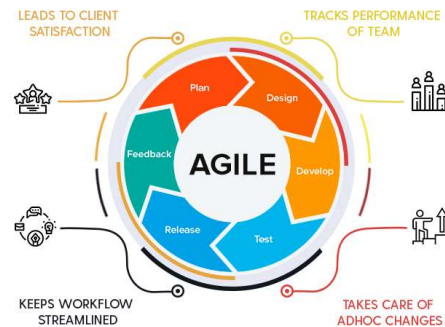 LEADS TO CLIENT
SATISFACTION
TRACKS PERFORMANCE
OF TEAM
Plan
Design
Feedback
AGILE
Develop
Release
Test
KEEPS WORKFLOW
STREAMLINED
TAKES CARE OF
ADHOC CHANGES